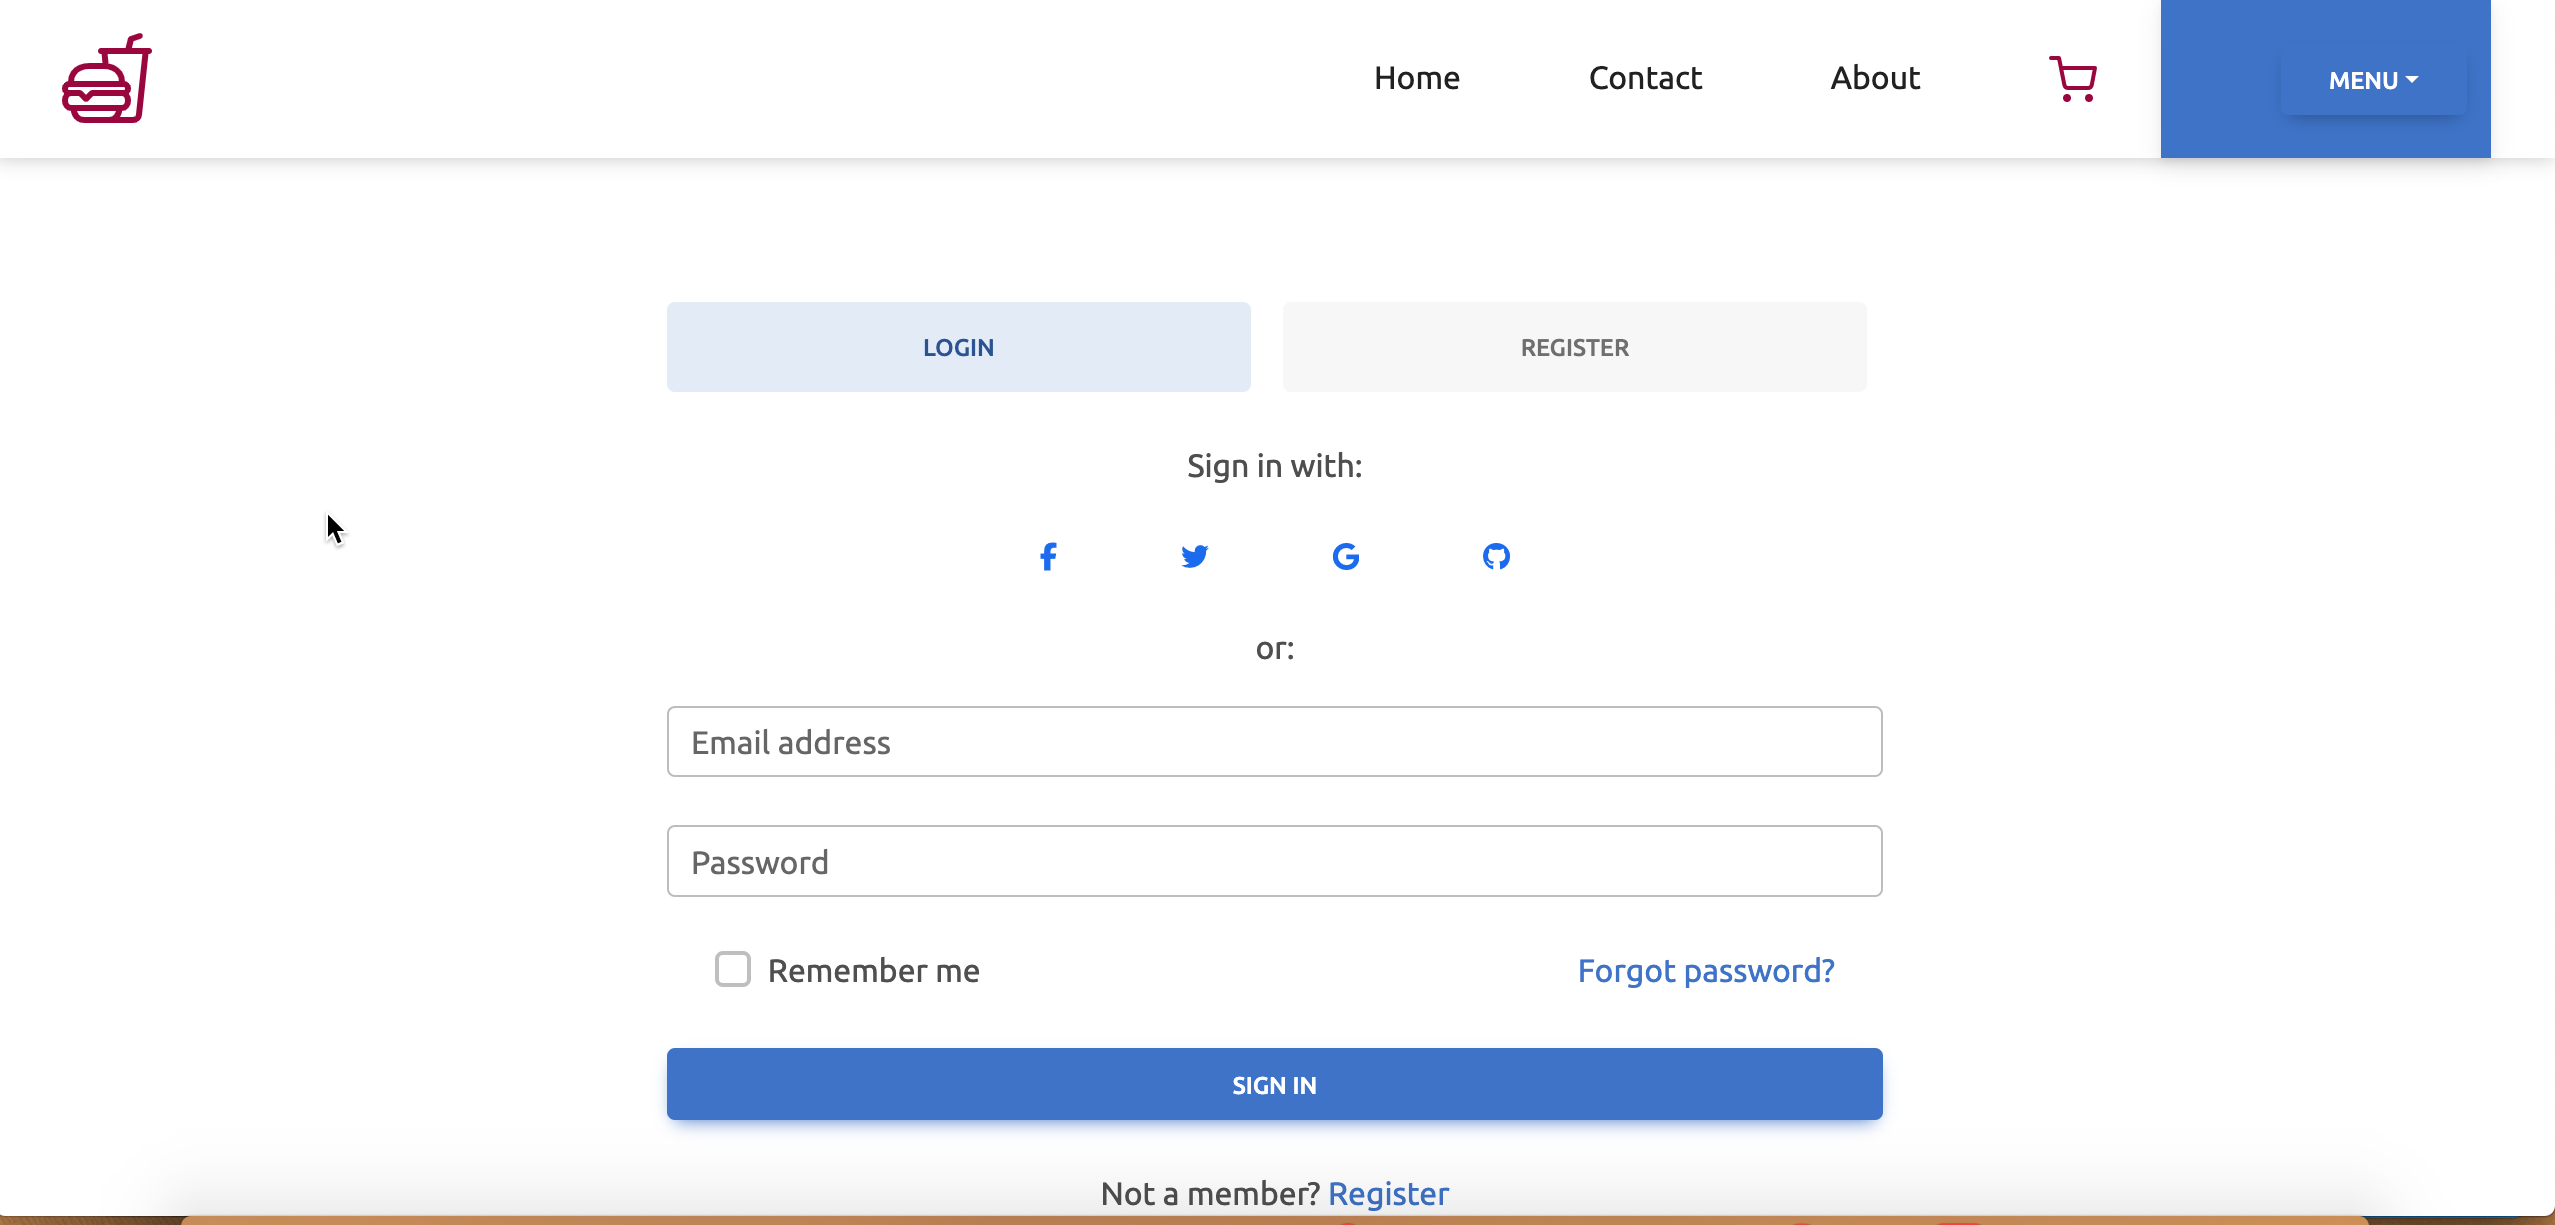 Home Contact About MENU
LOGIN REGISTER
Sign in with:
or:
Email address
Password
Remember me Forgot password?
SIGN IN
Not a member? Register